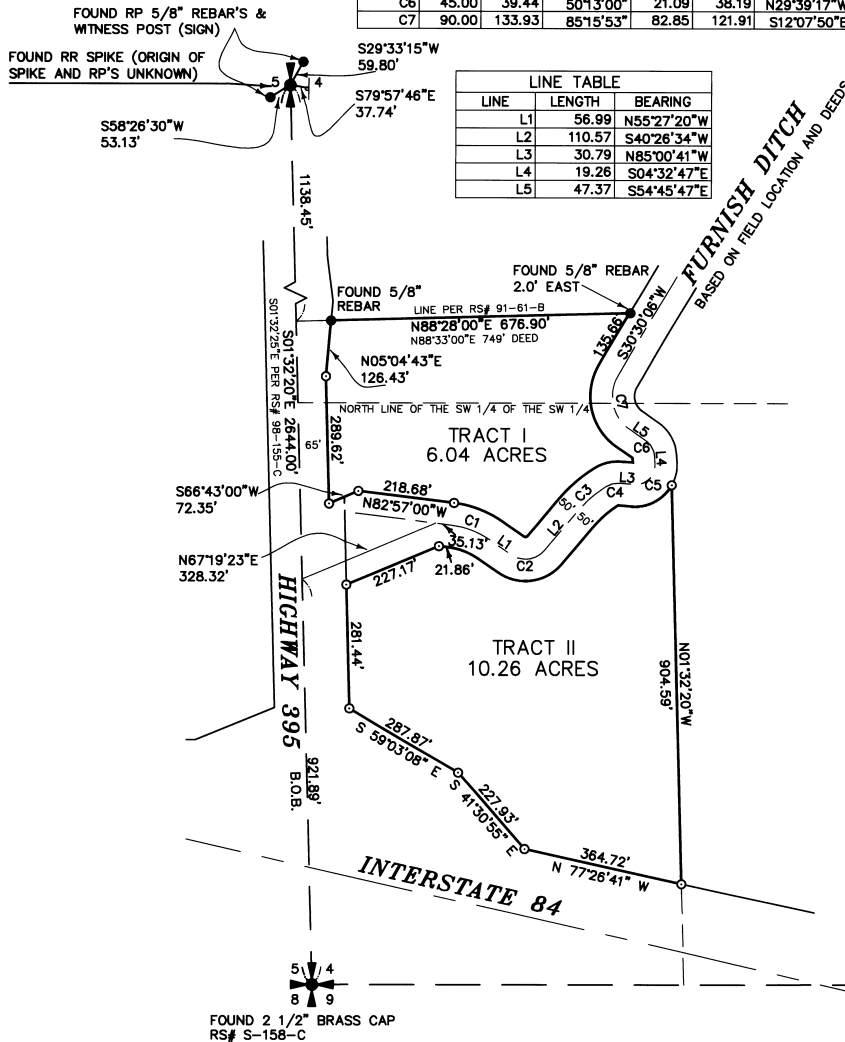 C6 45.00 39.44 50°13'00" 21.09 38.19 N29°39'17"W
C7 90.00 133.93 85°15'53" 82.85 121.91 S12°07'50"E
FOUND RP 5/8" REBAR'S &
WITNESS POST (SIGN)
FOUND RR SPIKE (ORIGIN OF
SPIKE AND RP'S UNKNOWN)
5 4
S29°33'15"W
59.80'
S79°57'46"E
37.74'
S58°26'30"W
53.13'
LINE TABLE
LINE LENGTH BEARING
L1 56.99 N55°27'20"W
L2 110.57 S40°26'34"W
L3 30.79 N85°00'41"W
L4 19.26 S04°32'47"E
L5 47.37 S54°45'47"E
FURNISH DITCH
BASED ON FIELD LOCATION AND DEEDS
1138.45'
FOUND 5/8" REBAR
2.0' EAST
FOUND 5/8"
REBAR
LINE PER RS# 91-61-B
N88°28'00"E 676.90'
N88°33'00"E 749' DEED
135.66
S30°30'06"W
S01°32'20"E 2644.00'
S01°32'25"E PER RS# 98-155-C
N05°04'43"E
126.43'
NORTH LINE OF THE SW 1/4 OF THE SW 1/4
C7
L5
C6
L4
289.62'
65'
TRACT I
6.04 ACRES
S66°43'00"W
72.35'
218.68'
N82°57'00"W
C3
L3
C4
C5
50' 50'
C1
L1
L2
C2
35.13'
21.86'
N67°19'23"E
328.32'
227.17'
HIGHWAY 395
281.44'
TRACT II
10.26 ACRES
N01°32'20"W
904.59'
287.87'
S 59°03'08" E
227.93'
S 41°30'55" E
921.89'
B.O.B.
364.72'
N 77°26'41" W
INTERSTATE 84
5 4
8 9
FOUND 2 1/2" BRASS CAP
RS# S-158-C